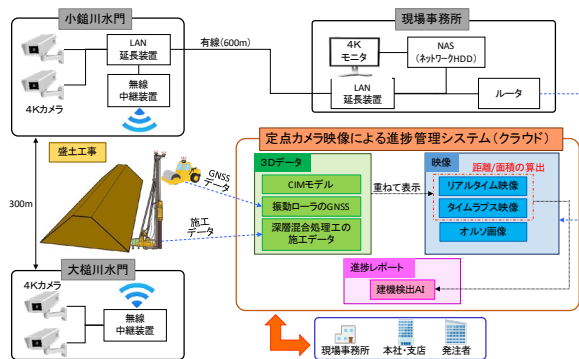 小鎚川水門
LAN
延長装置
4Kカメラ
無線
中継装置
有線(600m)
現場事務所
4K
モニタ
NAS
(ネットワークHDD)
LAN
延長装置
ルータ
300m
盛土工事
GNSS
データ
施工
データ
大槌川水門
4Kカメラ
無線
中継装置
定点カメラ映像による進捗管理システム(クラウド)
3Dデータ
CIMモデル
振動ローラのGNSS
深層混合処理工の
施工データ
重ねて表示
映像
距離/面積の算出
リアルタイム映像
タイムラプス映像
オルソ画像
進捗レポート
建機検出AI
現場事務所
本社・支店
発注者